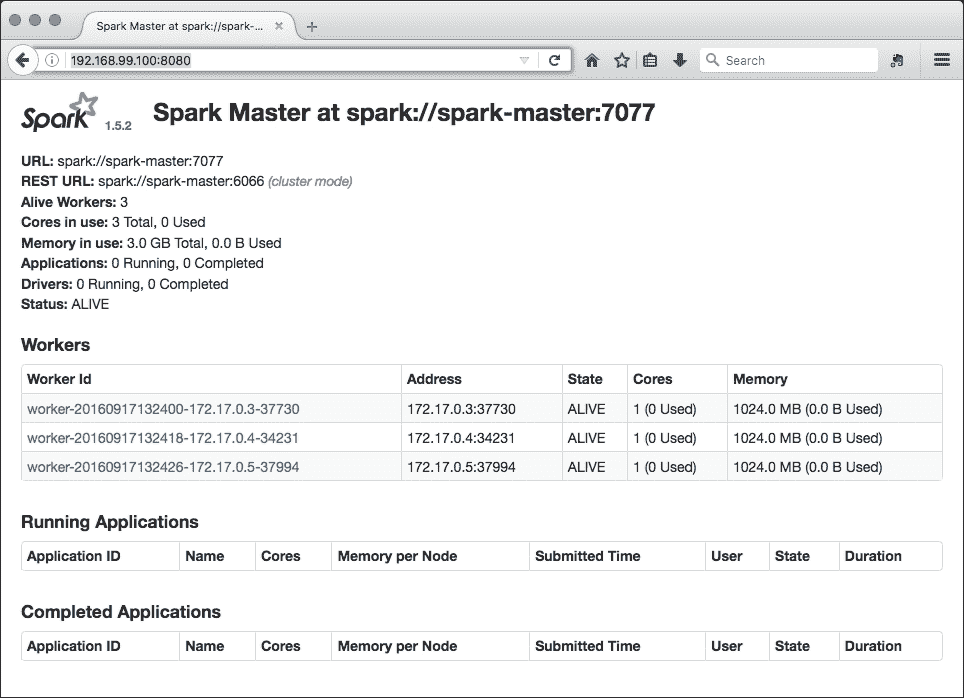 Spark Master at spark://spark-...
192.168.99.100:8080
Search
Spark 1.5.2
Spark Master at spark://spark-master:7077
URL: spark://spark-master:7077
REST URL: spark://spark-master:6066 (cluster mode)
Alive Workers: 3
Cores in use: 3 Total, 0 Used
Memory in use: 3.0 GB Total, 0.0 B Used
Applications: 0 Running, 0 Completed
Drivers: 0 Running, 0 Completed
Status: ALIVE
Workers
Worker Id Address State Cores Memory
worker-20160917132400-172.17.0.3-37730 172.17.0.3:37730 ALIVE 1 (0 Used) 1024.0 MB (0.0 B Used)
worker-20160917132418-172.17.0.4-34231 172.17.0.4:34231 ALIVE 1 (0 Used) 1024.0 MB (0.0 B Used)
worker-20160917132426-172.17.0.5-37994 172.17.0.5:37994 ALIVE 1 (0 Used) 1024.0 MB (0.0 B Used)
Running Applications
Application ID Name Cores Memory per Node Submitted Time User State Duration
Completed Applications
Application ID Name Cores Memory per Node Submitted Time User State Duration